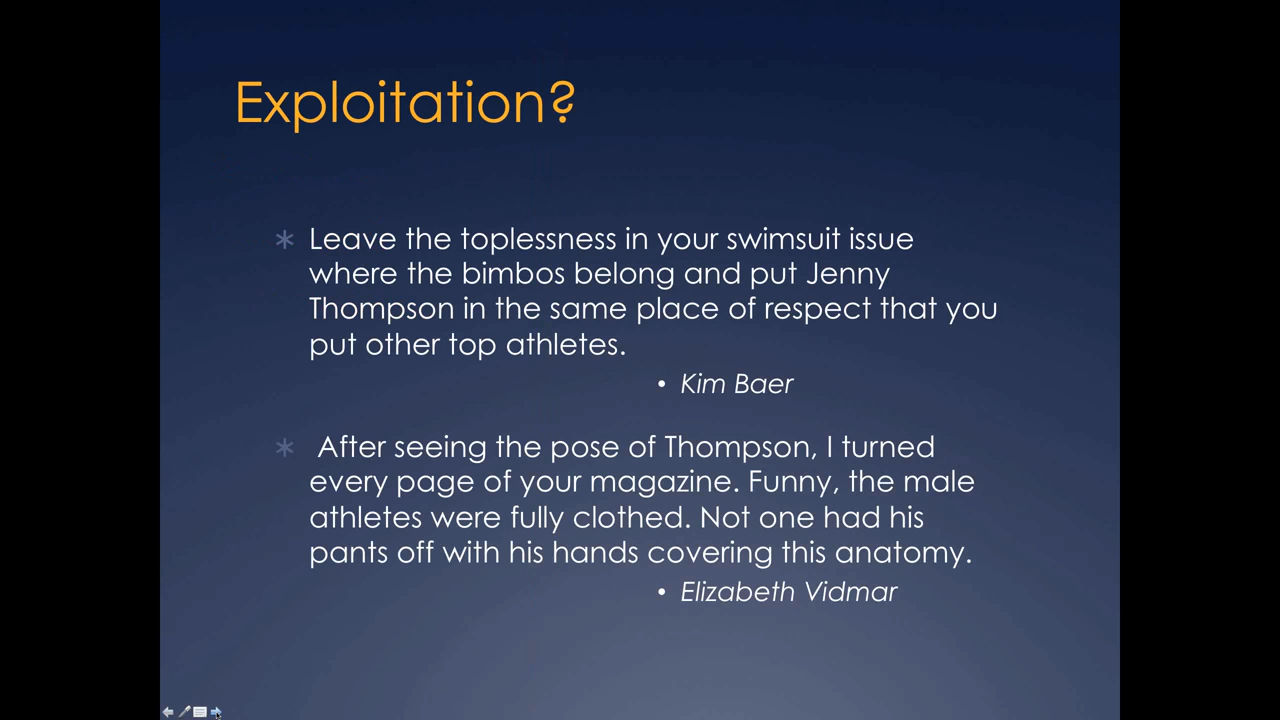 Exploitation?
Leave the toplessness in your swimsuit issue
where the bimbos belong and put Jenny
Thompson in the same place of respect that you
put other top athletes.
• Kim Baer
After seeing the pose of Thompson, I turned
every page of your magazine. Funny, the male
athletes were fully clothed. Not one had his
pants off with his hands covering this anatomy.
• Elizabeth Vidmar